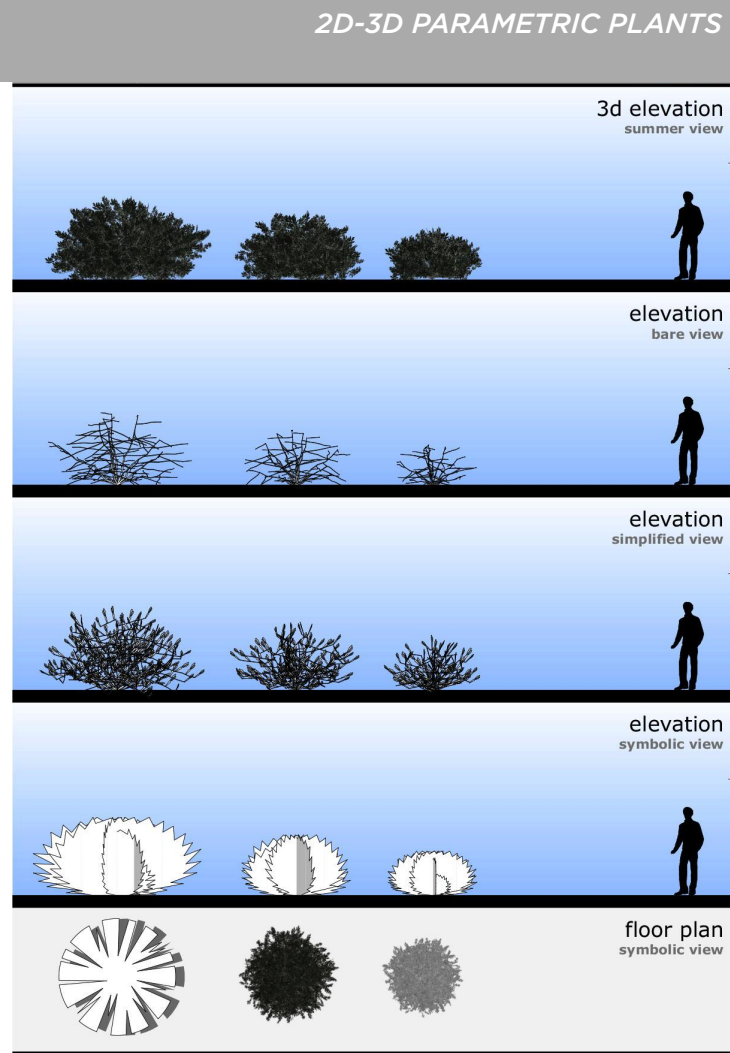 2D-3D PARAMETRIC PLANTS
3d elevation
summer view
elevation
bare view
elevation
simplified view
elevation
symbolic view
floor plan
symbolic view